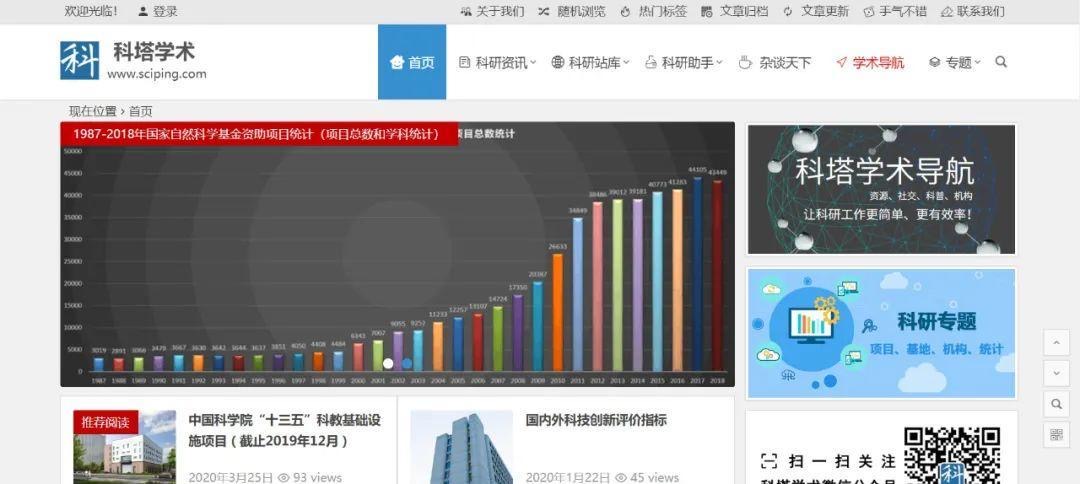 欢迎光临！ 登录 关于我们 随机浏览 热门标签 文章归档 文章更新 手气不错 联系我们
科 科塔学术
www.sciping.com
首页 科研资讯 科研站库 科研助手 杂谈天下 学术导航 专题
现在位置 › 首页
1987-2018年国家自然科学基金资助项目统计（项目总数和学科统计） 项目总数统计
50000
45000
40000
35000
30000
25000
20000
15000
10000
5000
0
3019 2891 3066 3479 3667 3630 3642 3644 3637 3851 4050 4408 4484 6343 7007 9055 9252 11233 12257 13107 14724 17350 20387 26633 34849 38486 39012 39181 40773 41283 44105 43449
1987 1988 1989 1990 1991 1992 1993 1994 1995 1996 1997 1998 1999 2000 2001 2002 2003 2004 2005 2006 2007 2008 2009 2010 2011 2012 2013 2014 2015 2016 2017 2018
科塔学术导航
资源、社交、科普、机构
让科研工作更简单、更有效率！
科研专题
项目、基地、机构、统计
推荐阅读
中国科学院“十三五”科教基础设
施项目（截止2019年12月）
2020年3月25日 93 views
国内外科技创新评价指标
2020年1月22日 45 views
扫一扫关注
科塔学术微信公众号
科